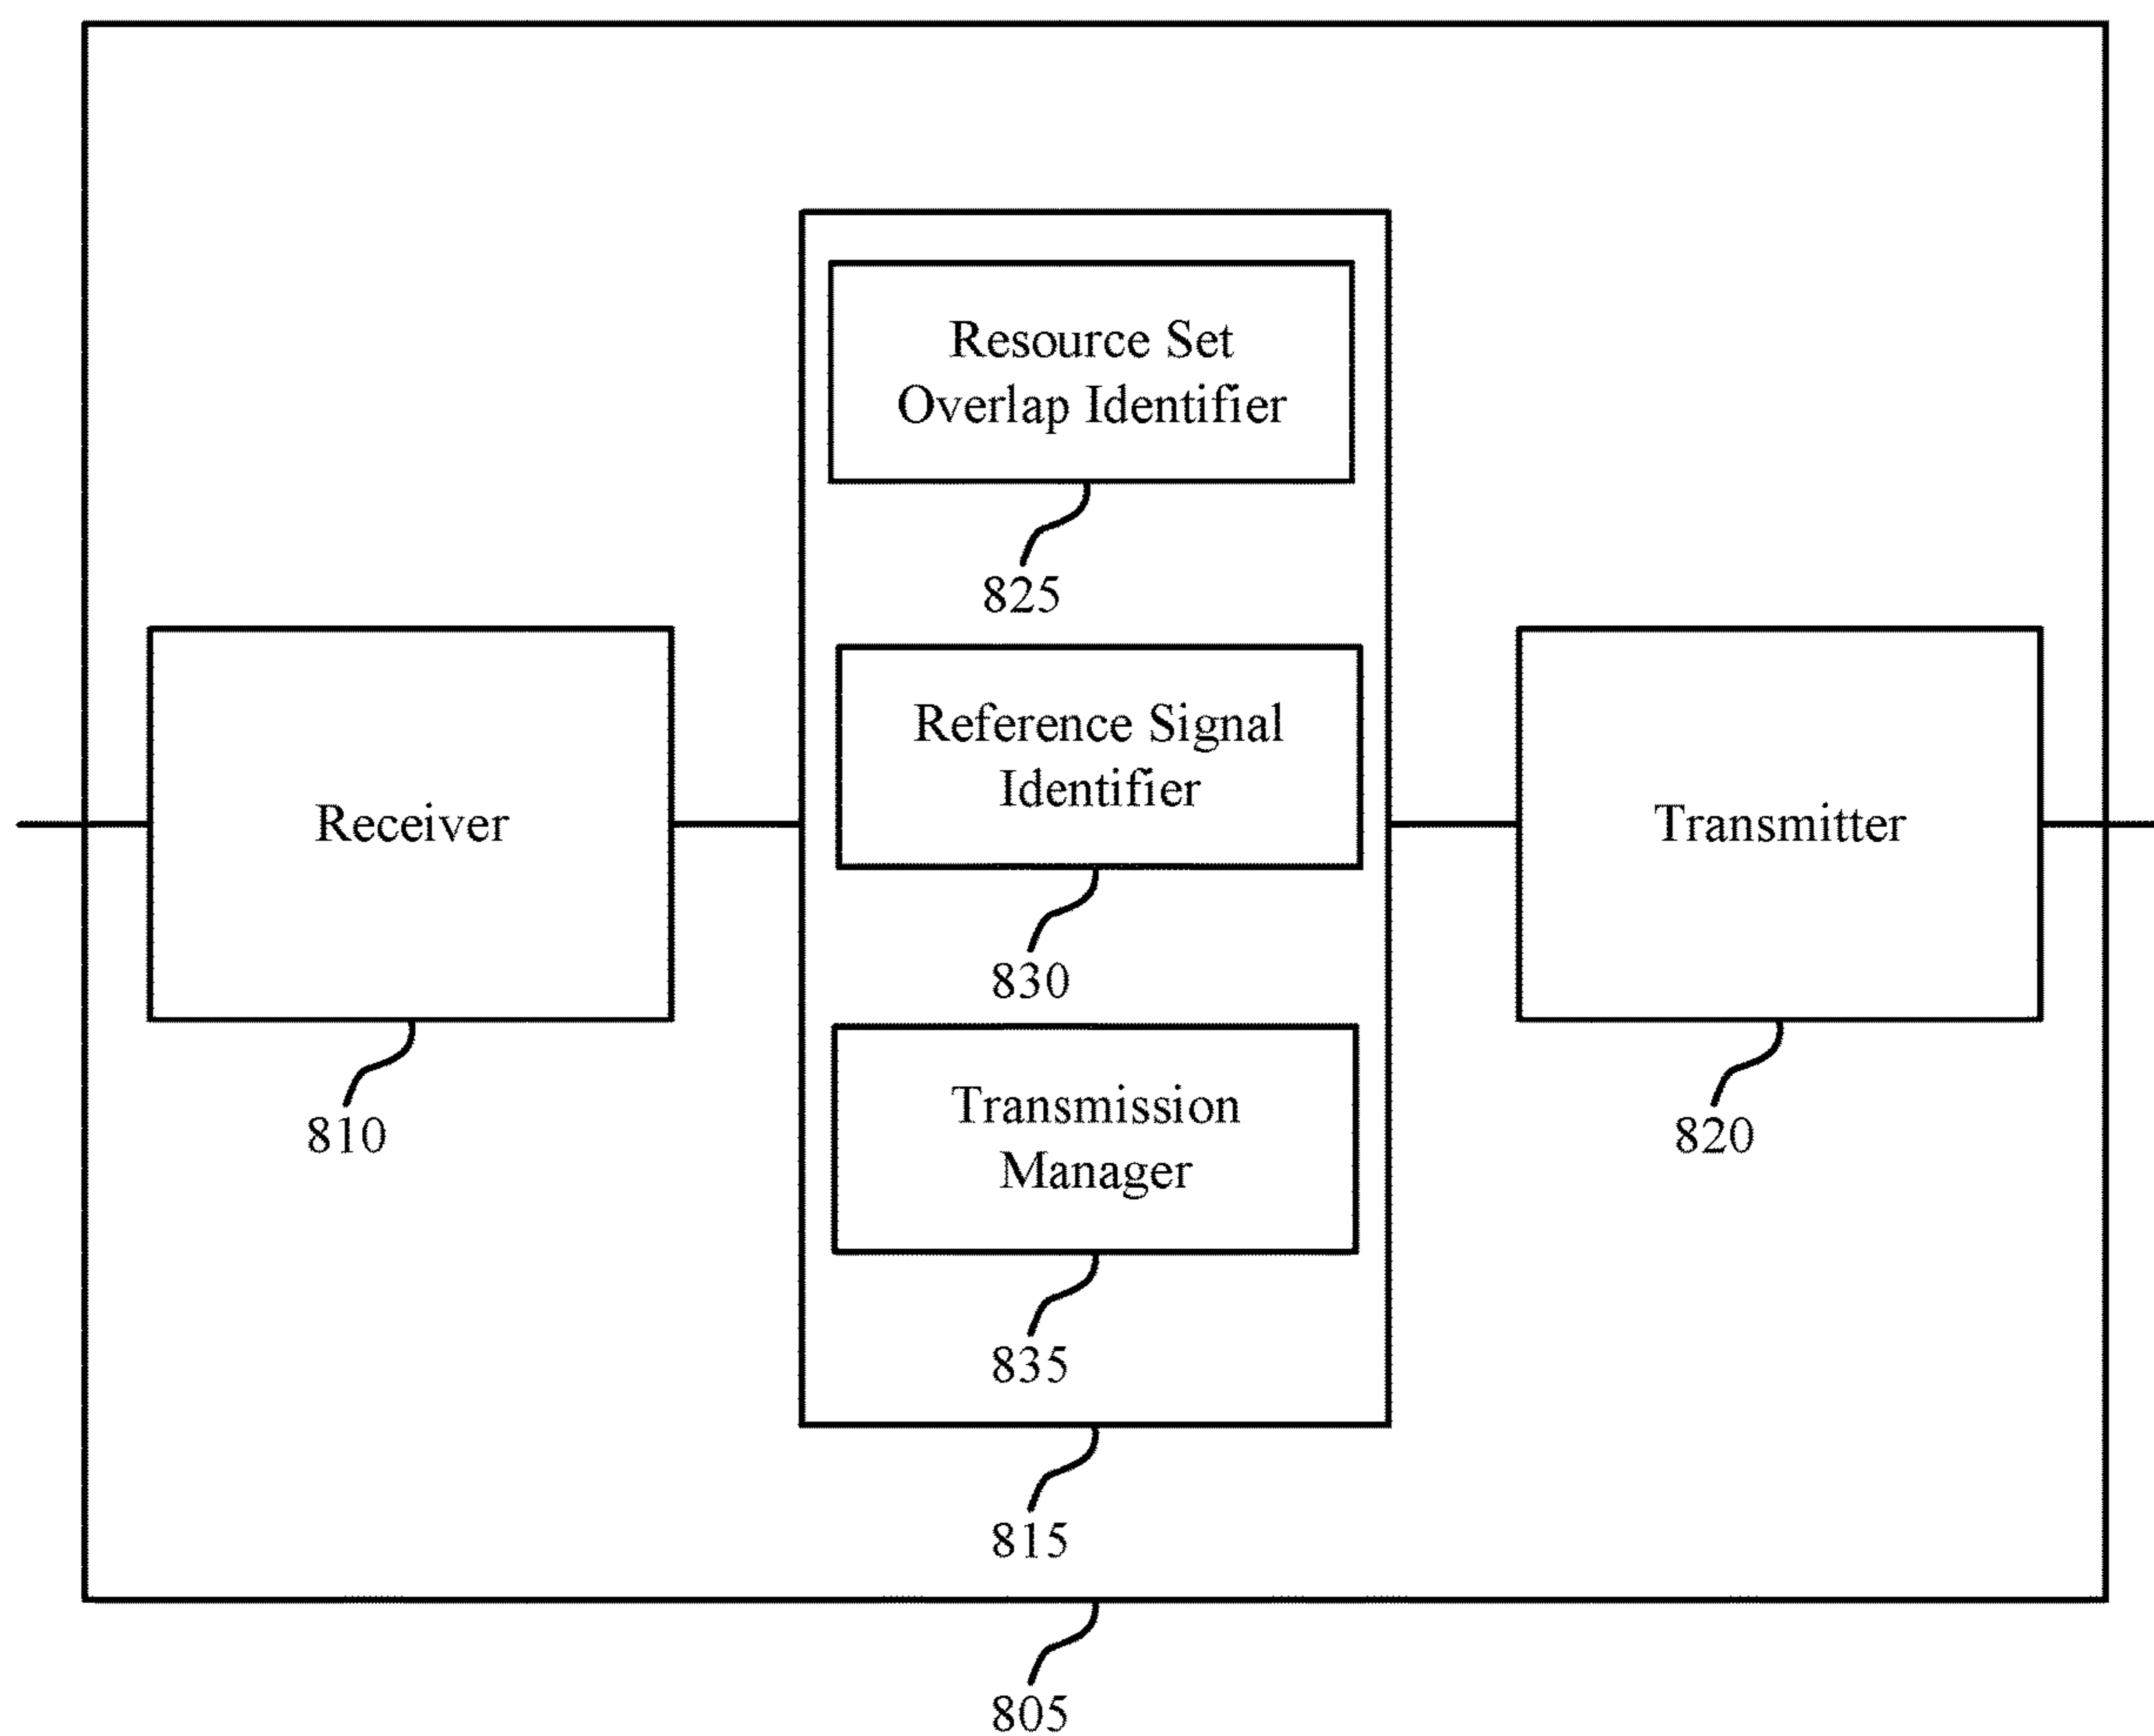 Resource Set
Overlap Identifier
825
Reference Signal
Identifier
830
Receiver
810
Transmitter
820
Transmission
Manager
835
815
805